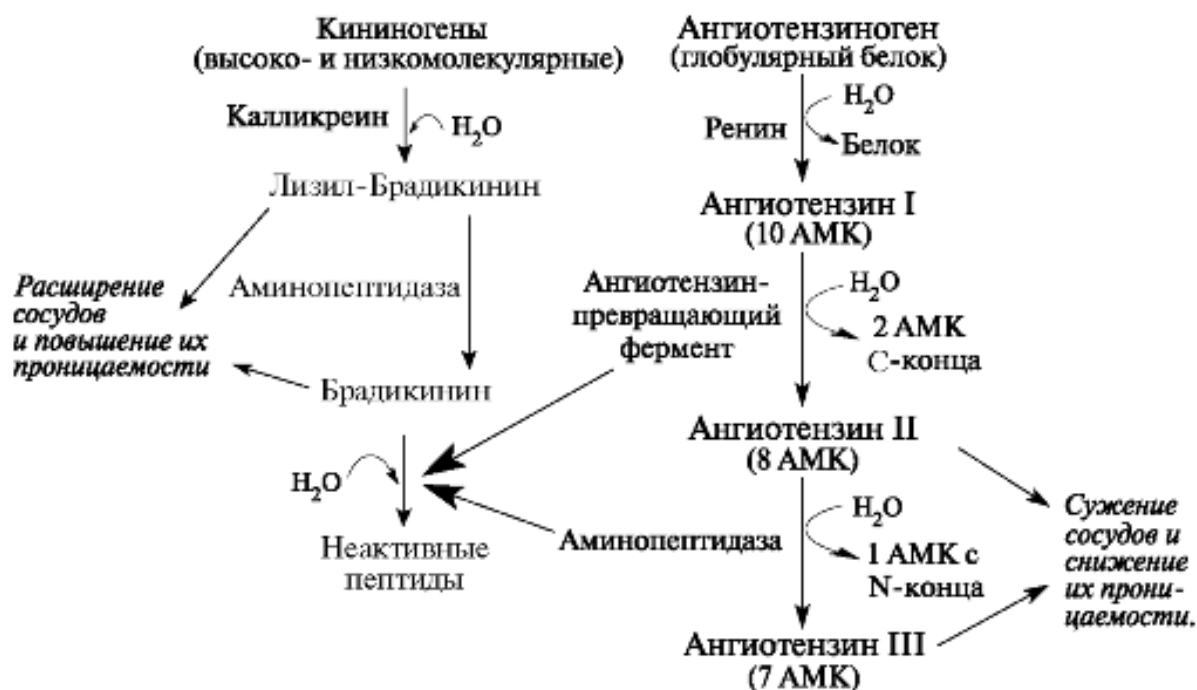 Кининогены
(высоко- и низкомолекулярные)
Калликреин
H₂O
Лизил-Брадикинин
Расширение
сосудов
и повышение их
проницаемости
Аминопептидаза
Брадикинин
H₂O
Неактивные
пептиды
Ангиотензиноген
(глобулярный белок)
Ренин
H₂O
Белок
Ангиотензин I
(10 АМК)
Ангиотензин-
превращающий
фермент
H₂O
2 АМК
С-конца
Ангиотензин II
(8 АМК)
Аминопептидаза
H₂O
1 АМК с
N-конца
Ангиотензин III
(7 АМК)
Сужение
сосудов и
снижение
их прони-
цаемости.